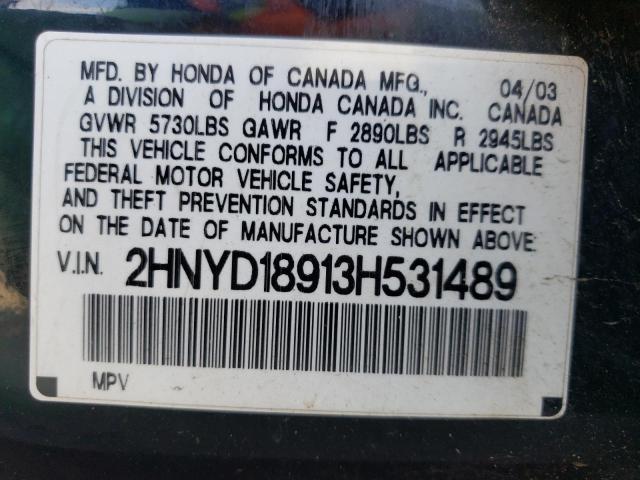 MFD. BY HONDA OF CANADA MFG., 04/03
A DIVISION OF HONDA CANADA INC. CANADA
GVWR 5730LBS GAWR F 2890LBS R 2945LBS
THIS VEHICLE CONFORMS TO ALL APPLICABLE
FEDERAL MOTOR VEHICLE SAFETY,
AND THEFT PREVENTION STANDARDS IN EFFECT
ON THE DATE OF MANUFACTURE SHOWN ABOVE.
V.I.N. 2HNYD18913H531489
MPV